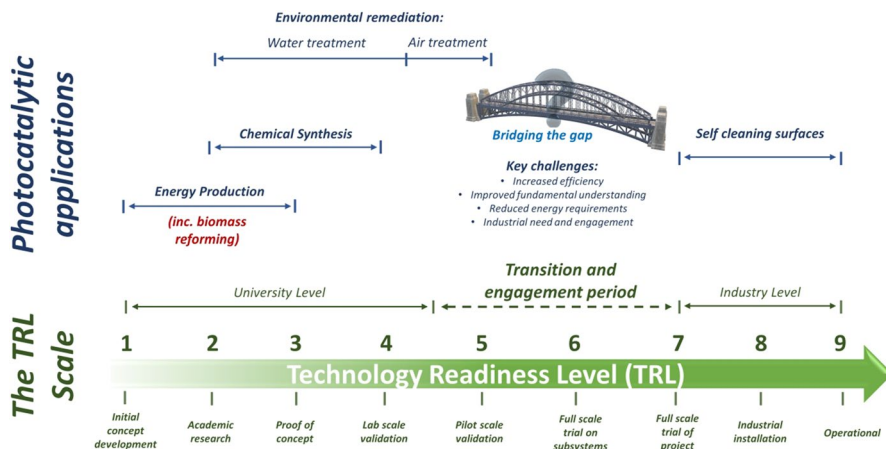 Environmental remediation:
Water treatment
Air treatment
Photocatalytic
applications
Bridging the gap
Chemical Synthesis
Self cleaning surfaces
Key challenges:
• Increased efficiency
• Improved fundamental understanding
• Reduced energy requirements
• Industrial need and engagement
Energy Production
(inc. biomass
reforming)
The TRL
Scale
University Level
Transition and
engagement period
Industry Level
1 2 3 4 5 6 7 8 9
Technology Readiness Level (TRL)
Initial
concept
development
Academic
research
Proof of
concept
Lab scale
validation
Pilot scale
validation
Full scale
trial on
subsystems
Full scale
trial of
project
Industrial
installation
Operational